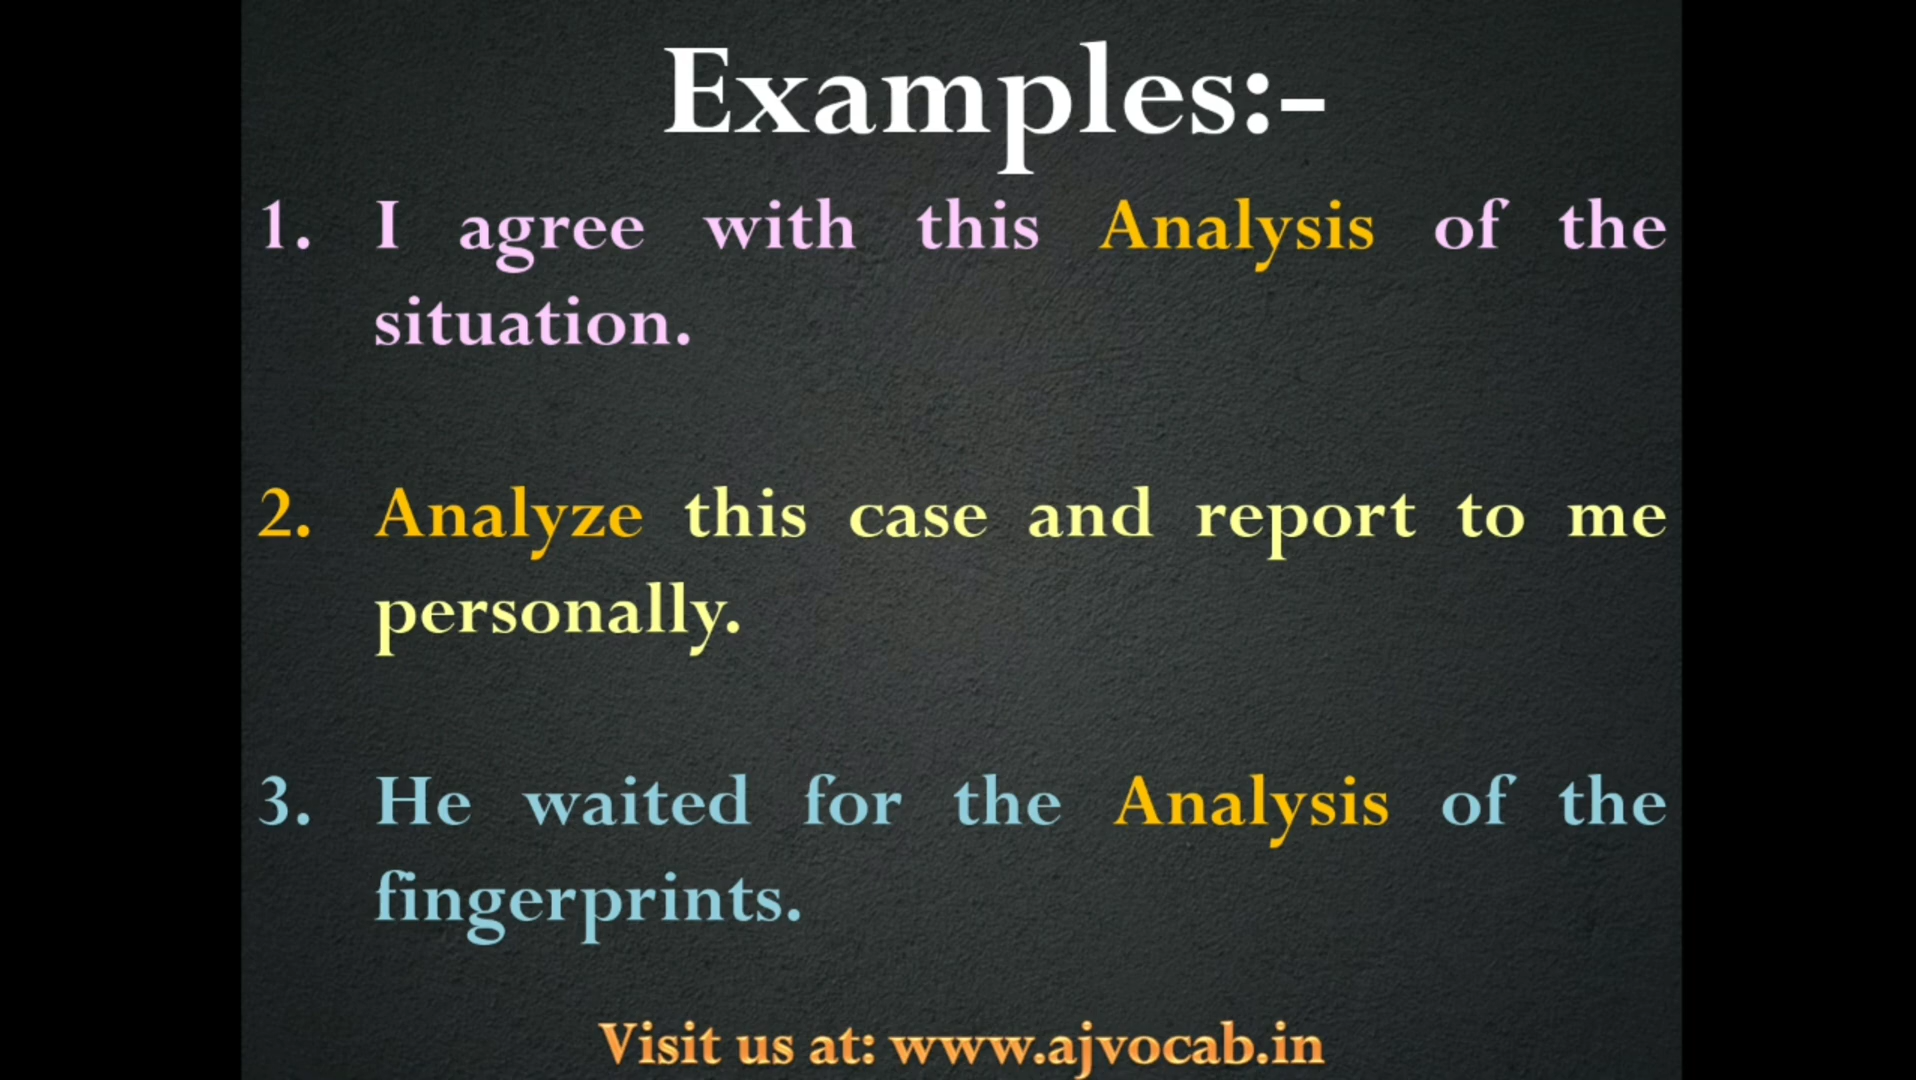 Examples:-
1. I agree with this Analysis of the
situation.
2. Analyze this case and report to me
personally.
3. He waited for the Analysis of the
fingerprints.
Visit us at: www.ajvocab.in